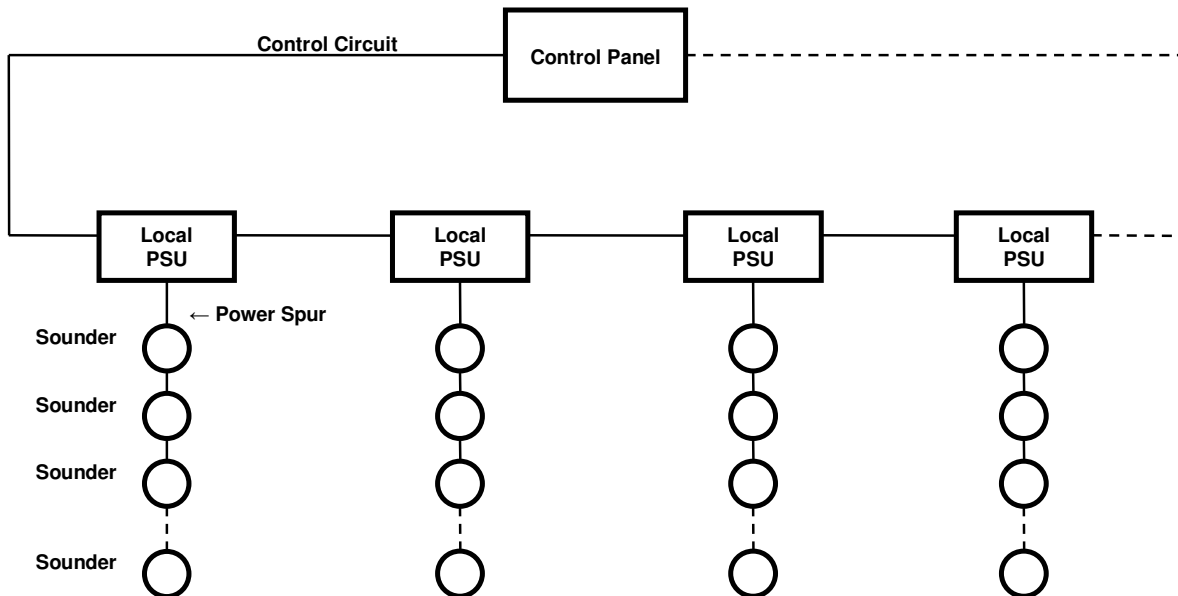 Control Circuit
Control Panel
Local
PSU
Local
PSU
Local
PSU
Local
PSU
← Power Spur
Sounder
Sounder
Sounder
Sounder